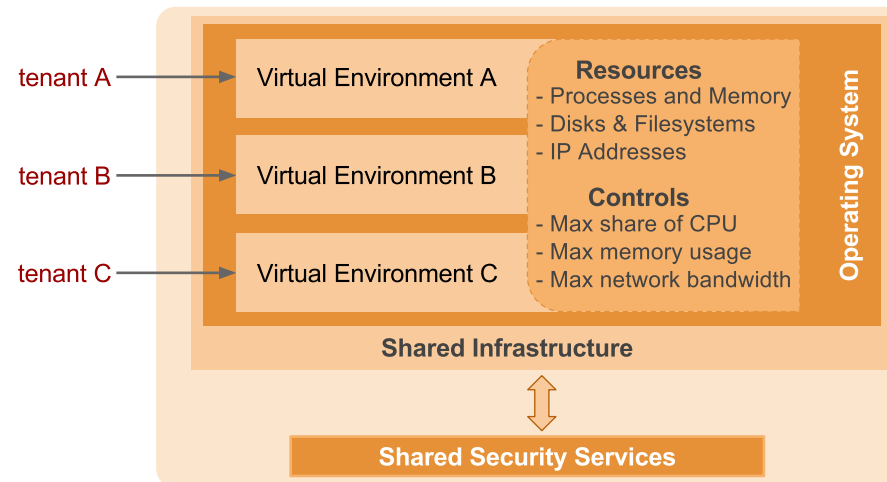 tenant A
Virtual Environment A
tenant B
Virtual Environment B
tenant C
Virtual Environment C
Resources
- Processes and Memory
- Disks & Filesystems
- IP Addresses
Controls
- Max share of CPU
- Max memory usage
- Max network bandwidth
Operating System
Shared Infrastructure
Shared Security Services